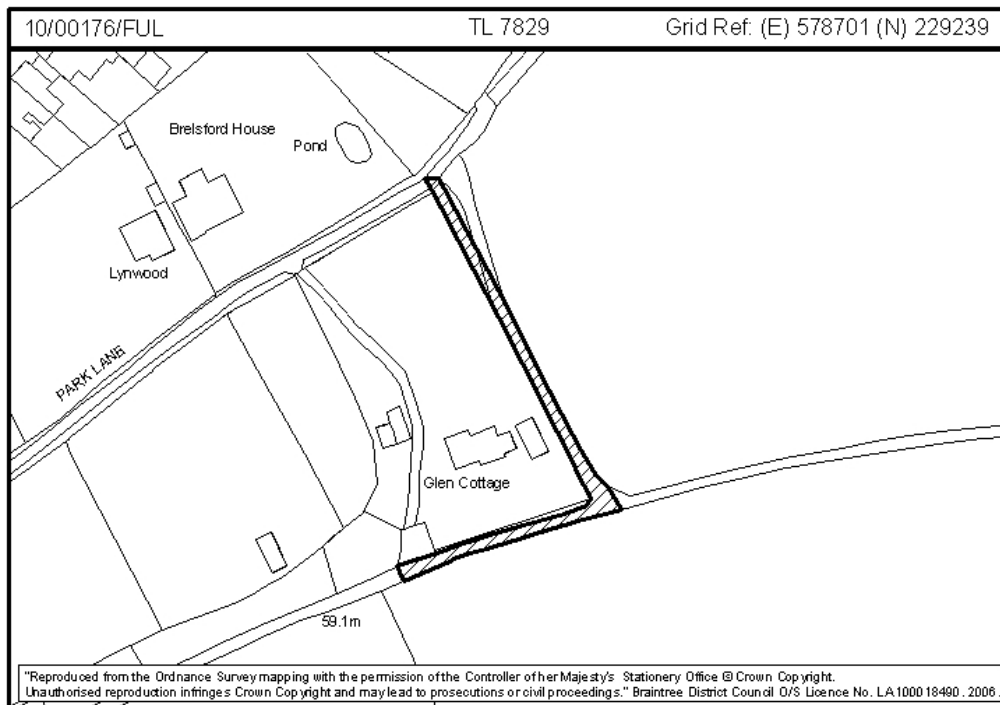 10/00176/FUL TL 7829 Grid Ref: (E) 578701 (N) 229239
Brelsford House
Pond
Lynwood
PARK LANE
Glen Cottage
59.1m
"Reproduced from the Ordnance Survey mapping with the permission of the Controller of her Majesty's Stationery Office @ Crown Copyright.
Unauthorised reproduction infringes Crown Copyright and may lead to prosecutions or civil proceedings." Braintree District Council O/S Licence No. LA 100018490. 2006.